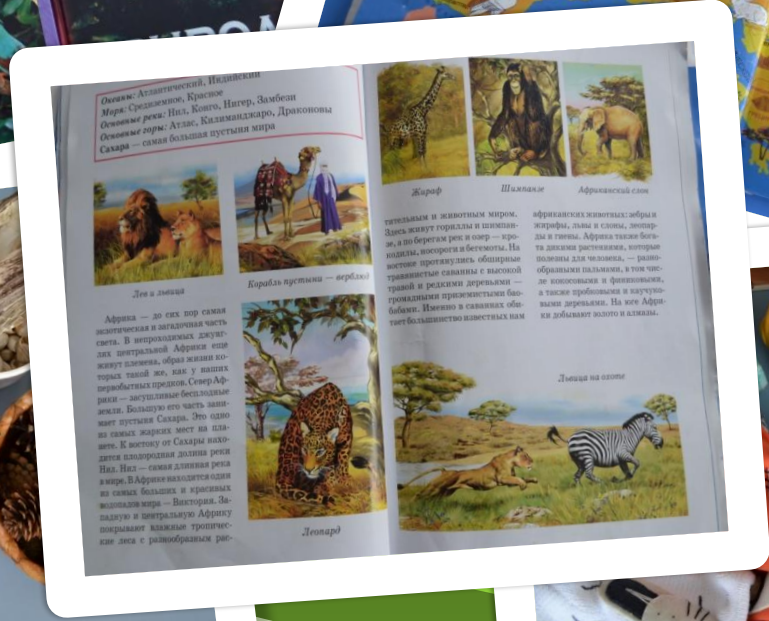 Океаны: Атлантический, Индийский
Моря: Средиземное, Красное
Основные реки: Нил, Конго, Нигер, Замбези
Основные горы: Атлас, Килиманджаро, Драконовы
Сахара — самая большая пустыня мира
Лев и львица
Корабль пустыни — верблюд
Африка — до сих пор самая
экзотическая и загадочная часть
света. В непроходимых джунг-
лях центральной Африки еще
живут племена, образ жизни ко-
торых такой же, как у наших
первобытных предков. Север Аф-
рики — засушливые бесплодные
земли. Большую его часть зани-
мает пустыня Сахара. Это одно
из самых жарких мест на пла-
нете. К востоку от Сахары нахо-
дится плодородная долина реки
Нил. Нил — самая длинная река
в мире. В Африке находится один
из самых больших и красивых
водопадов мира — Виктория. За-
падную и центральную Африку
покрывают влажные тропичес-
кие леса с разнообразным рас-
Леопард
Жираф
Шимпанзе
Африканский слон
тительным и животным миром.
Здесь живут гориллы и шимпан-
зе, а по берегам рек и озер — кро-
кодилы, носороги и бегемоты. На
востоке протянулись обширные
травянистые саванны с высокой
травой и редкими деревьями —
громадными приземистыми бао-
бабами. Именно в саваннах оби-
тает большинство известных нам
африканских животных: зебры и
жирафы, львы и слоны, леопар-
ды и гиены. Африка также бога-
та дикими растениями, которые
полезны для человека, — разно-
образными пальмами, в том чис-
ле кокосовыми и финиковыми,
а также пробковыми и каучуко-
выми деревьями. На юге Афри-
ки добывают золото и алмазы.
Львица на охоте